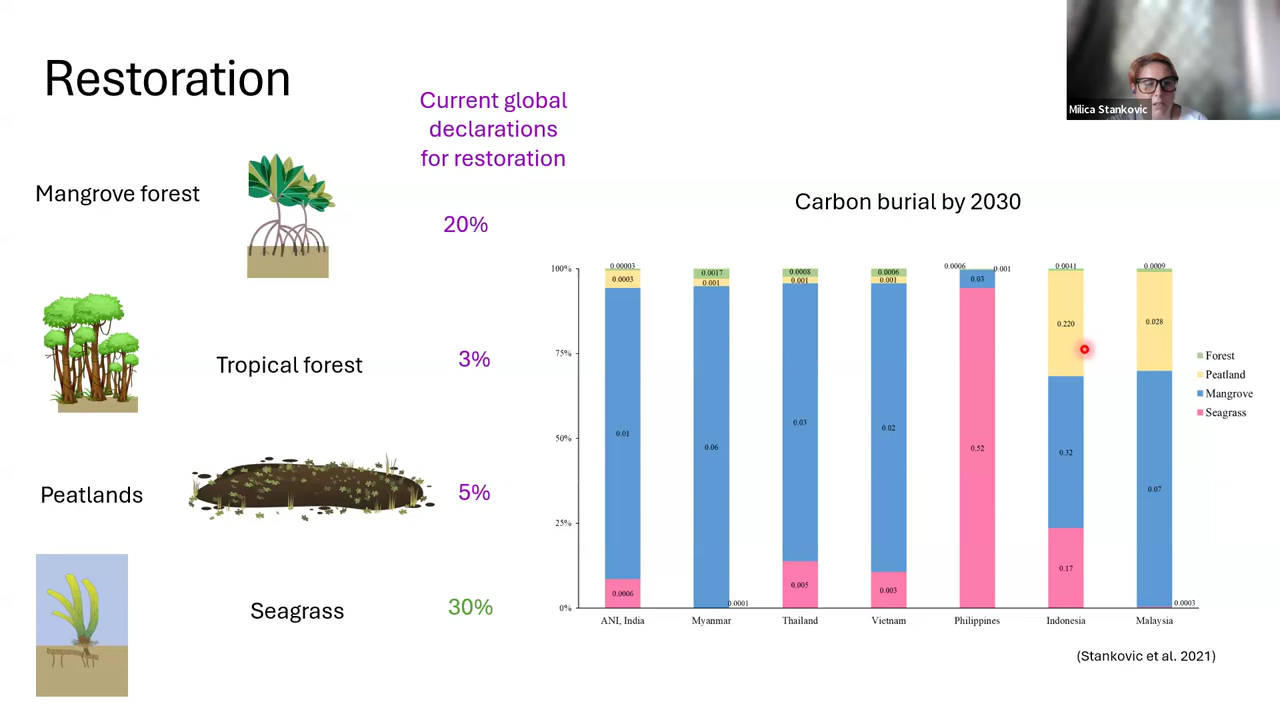 Restoration
Milica Stankovic
Current global
declarations
for restoration
Mangrove forest
20%
Tropical forest
3%
Peatlands
5%
Seagrass
30%
Carbon burial by 2030
100%
75%
50%
25%
0%
0.00003
0.0003
0.01
0.0006
0.0017
0.001
0.06
0.0001
0.0008
0.001
0.03
0.005
0.0006
0.001
0.02
0.003
0.0006
0.001
0.03
0.52
0.0041
0.220
0.32
0.17
0.0009
0.028
0.07
0.0003
ANI, India
Myanmar
Thailand
Vietnam
Philippines
Indonesia
Malaysia
Forest
Peatland
Mangrove
Seagrass
(Stankovic et al. 2021)